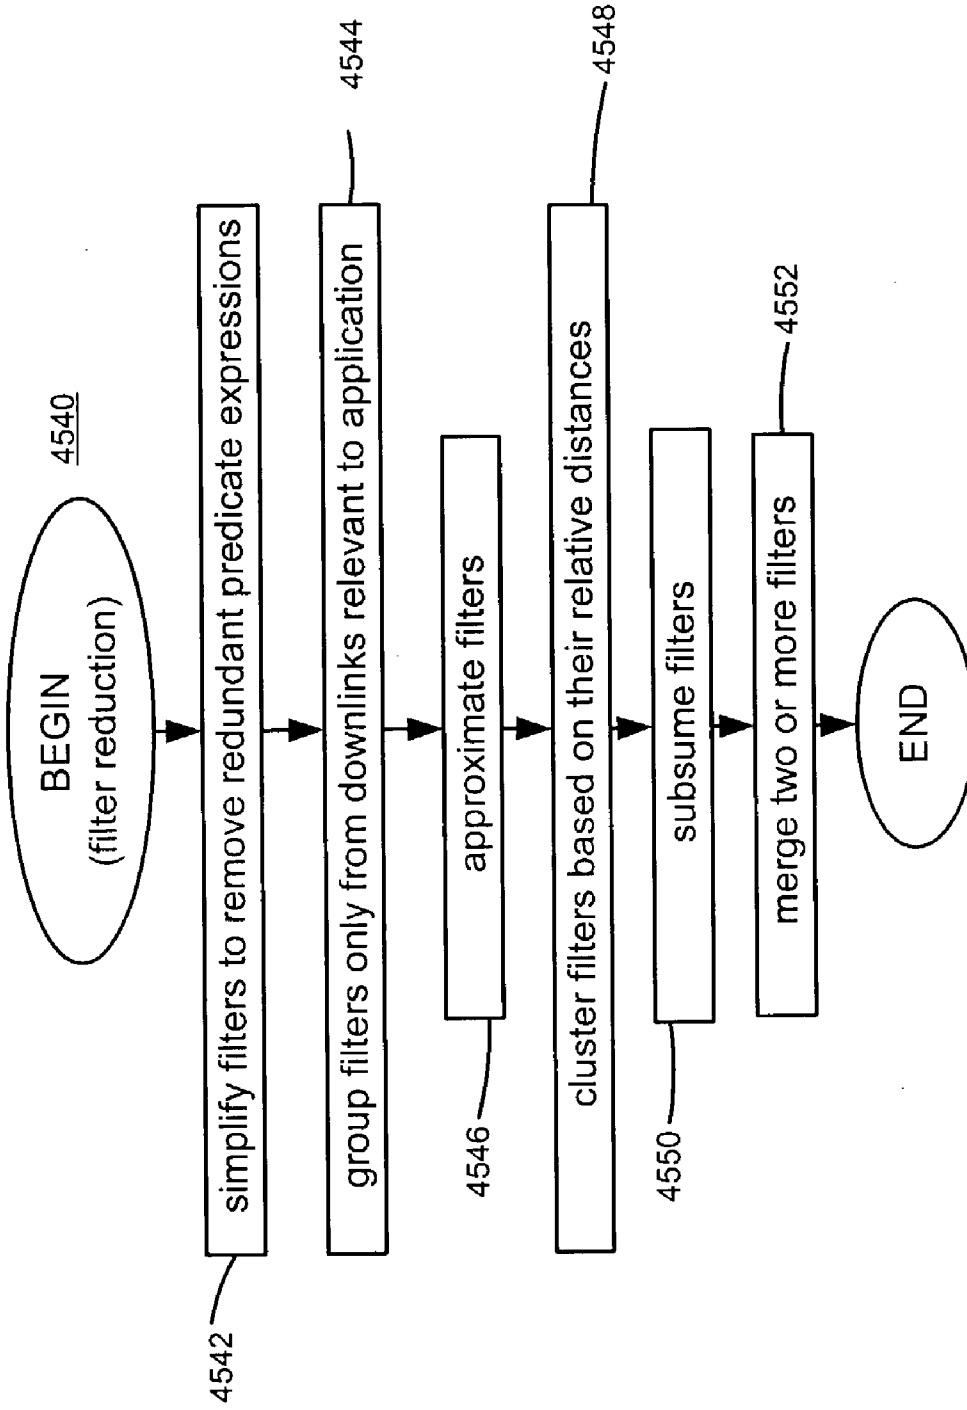 4540
BEGIN
(filter reduction)
4542
simplify filters to remove redundant predicate expressions
4544
group filters only from downlinks relevant to application
4546
approximate filters
4548
cluster filters based on their relative distances
4550
subsume filters
4552
merge two or more filters
END